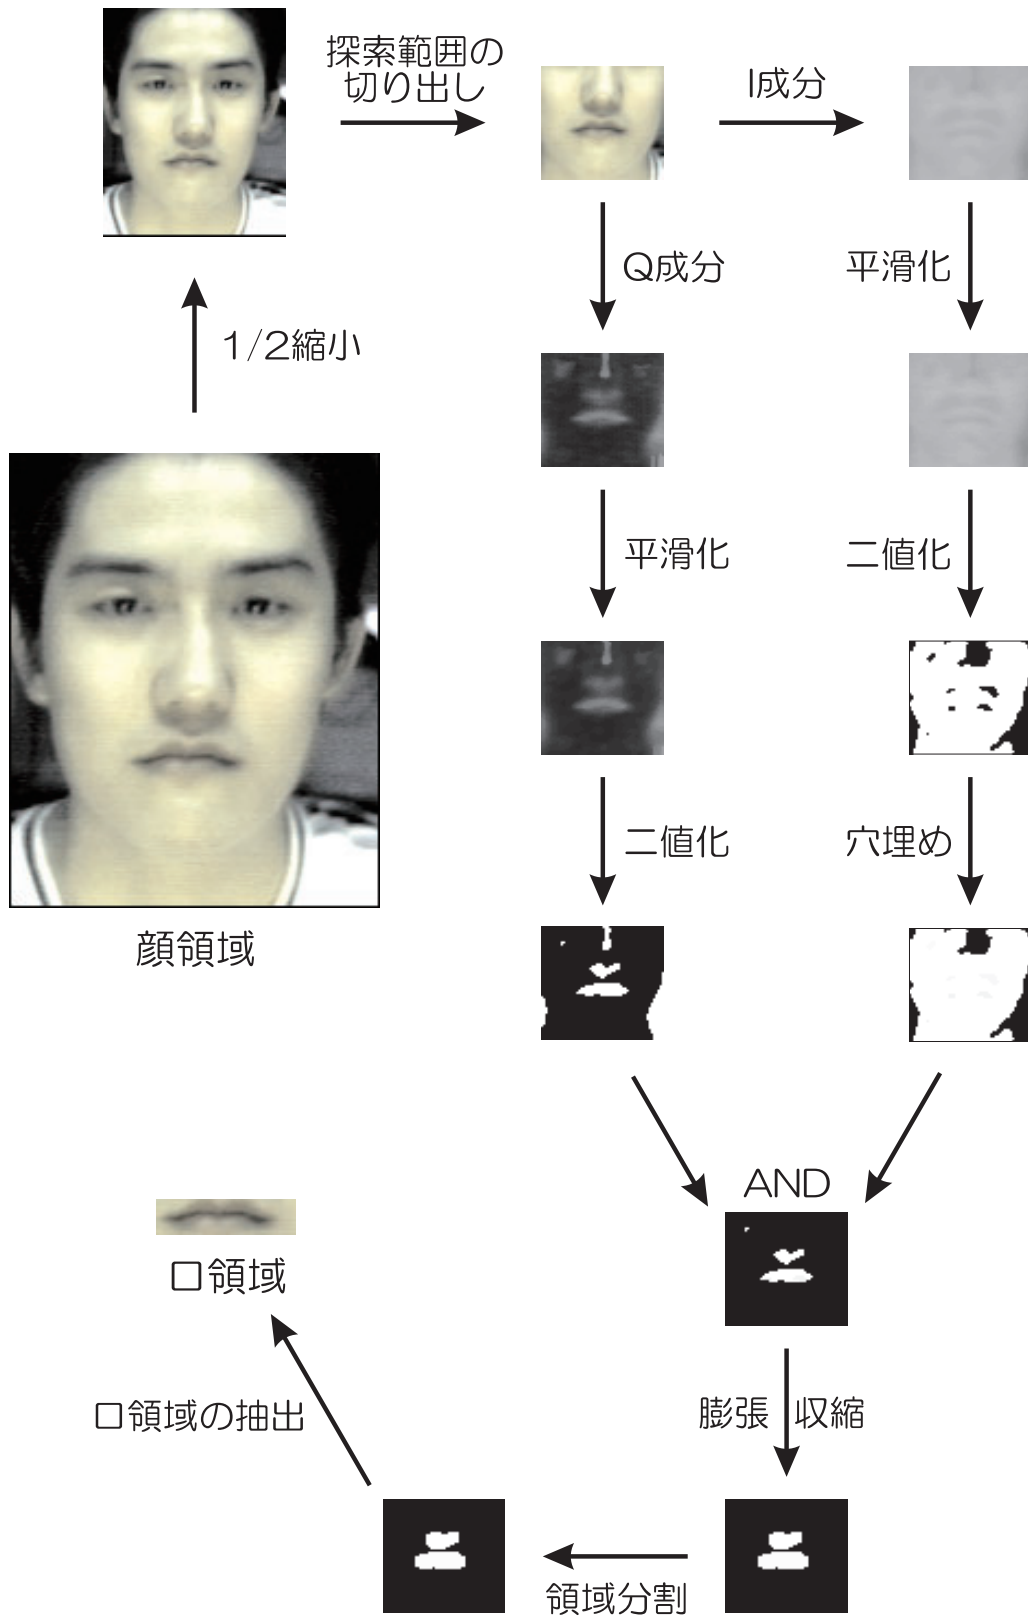 探索範囲の
切り出し
I成分
Q成分
平滑化
1/2縮小
平滑化
二値化
二値化
穴埋め
顔領域
AND
口領域
膨張 収縮
口領域の抽出
領域分割